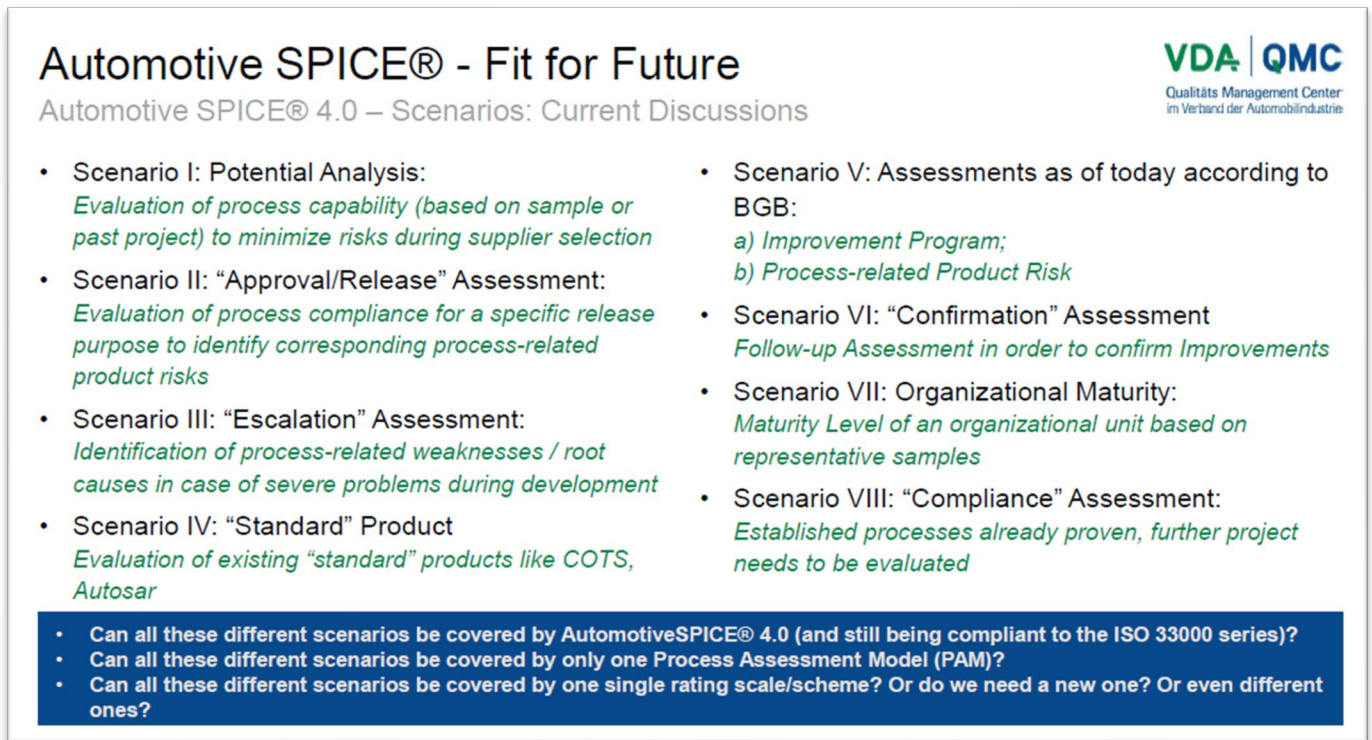 Automotive SPICE® - Fit for Future
Automotive SPICE® 4.0 – Scenarios: Current Discussions
VDA | QMC
Qualitäts Management Center
im Verband der Automobilindustrie
• Scenario I: Potential Analysis:
Evaluation of process capability (based on sample or
past project) to minimize risks during supplier selection
• Scenario II: “Approval/Release” Assessment:
Evaluation of process compliance for a specific release
purpose to identify corresponding process-related
product risks
• Scenario III: “Escalation” Assessment:
Identification of process-related weaknesses / root
causes in case of severe problems during development
• Scenario IV: “Standard” Product
Evaluation of existing “standard” products like COTS,
Autosar
• Scenario V: Assessments as of today according to
BGB:
a) Improvement Program;
b) Process-related Product Risk
• Scenario VI: “Confirmation” Assessment
Follow-up Assessment in order to confirm Improvements
• Scenario VII: Organizational Maturity:
Maturity Level of an organizational unit based on
representative samples
• Scenario VIII: “Compliance” Assessment:
Established processes already proven, further project
needs to be evaluated
• Can all these different scenarios be covered by AutomotiveSPICE® 4.0 (and still being compliant to the ISO 33000 series)?
• Can all these different scenarios be covered by only one Process Assessment Model (PAM)?
• Can all these different scenarios be covered by one single rating scale/scheme? Or do we need a new one? Or even different
ones?